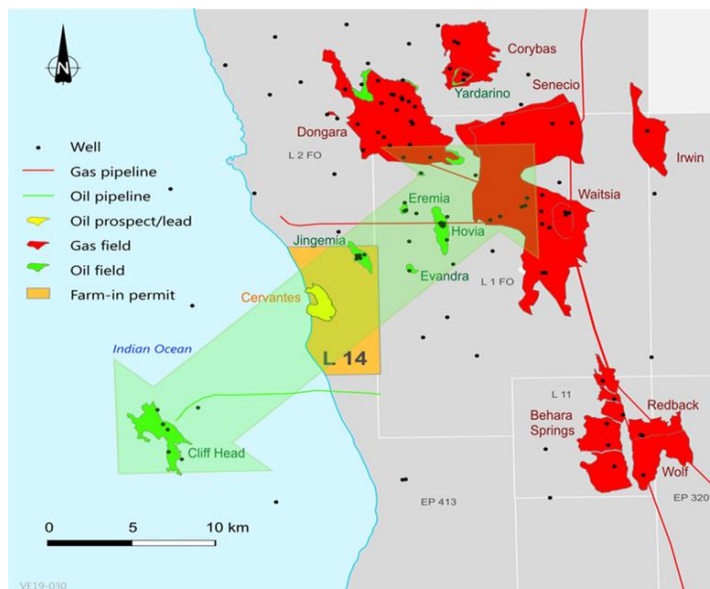 Corybas
Senecio
Yardarino
N
Dongara
Well
L 2 FO
Irwin
Gas pipeline
Oil pipeline
Waitsia
Eremia
Oil prospect/lead
Hovia
Gas field
Jingemia
Oil field
Evandra
Farm-in permit
Cervantes
L 1 FO
Indian Ocean
L 14
L 11
Redback
Behara
Springs
Cliff Head
Wolf
EP 413
EP 320
0 5 10 km
VE19-030